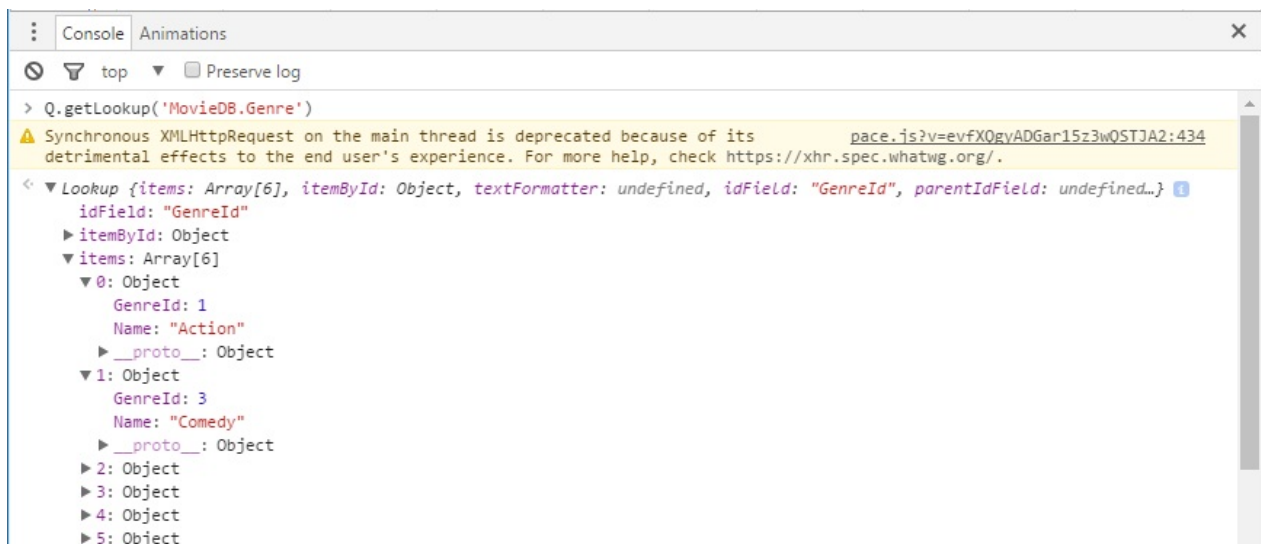 Console Animations
top ▼ Preserve log
> Q.getLookup('MovieDB.Genre')
Synchronous XMLHttpRequest on the main thread is deprecated because of its pace.js?v=evfXQgyADGar15z3wQSTJA2:434
detrimental effects to the end user's experience. For more help, check https://xhr.spec.whatwg.org/.
▼ Lookup {items: Array[6], itemById: Object, textFormatter: undefined, idField: "GenreId", parentIdField: undefined…}
idField: "GenreId"
▶ itemById: Object
▼ items: Array[6]
▼ 0: Object
GenreId: 1
Name: "Action"
▶ __proto__: Object
▼ 1: Object
GenreId: 3
Name: "Comedy"
▶ __proto__: Object
▶ 2: Object
▶ 3: Object
▶ 4: Object
▶ 5: Object